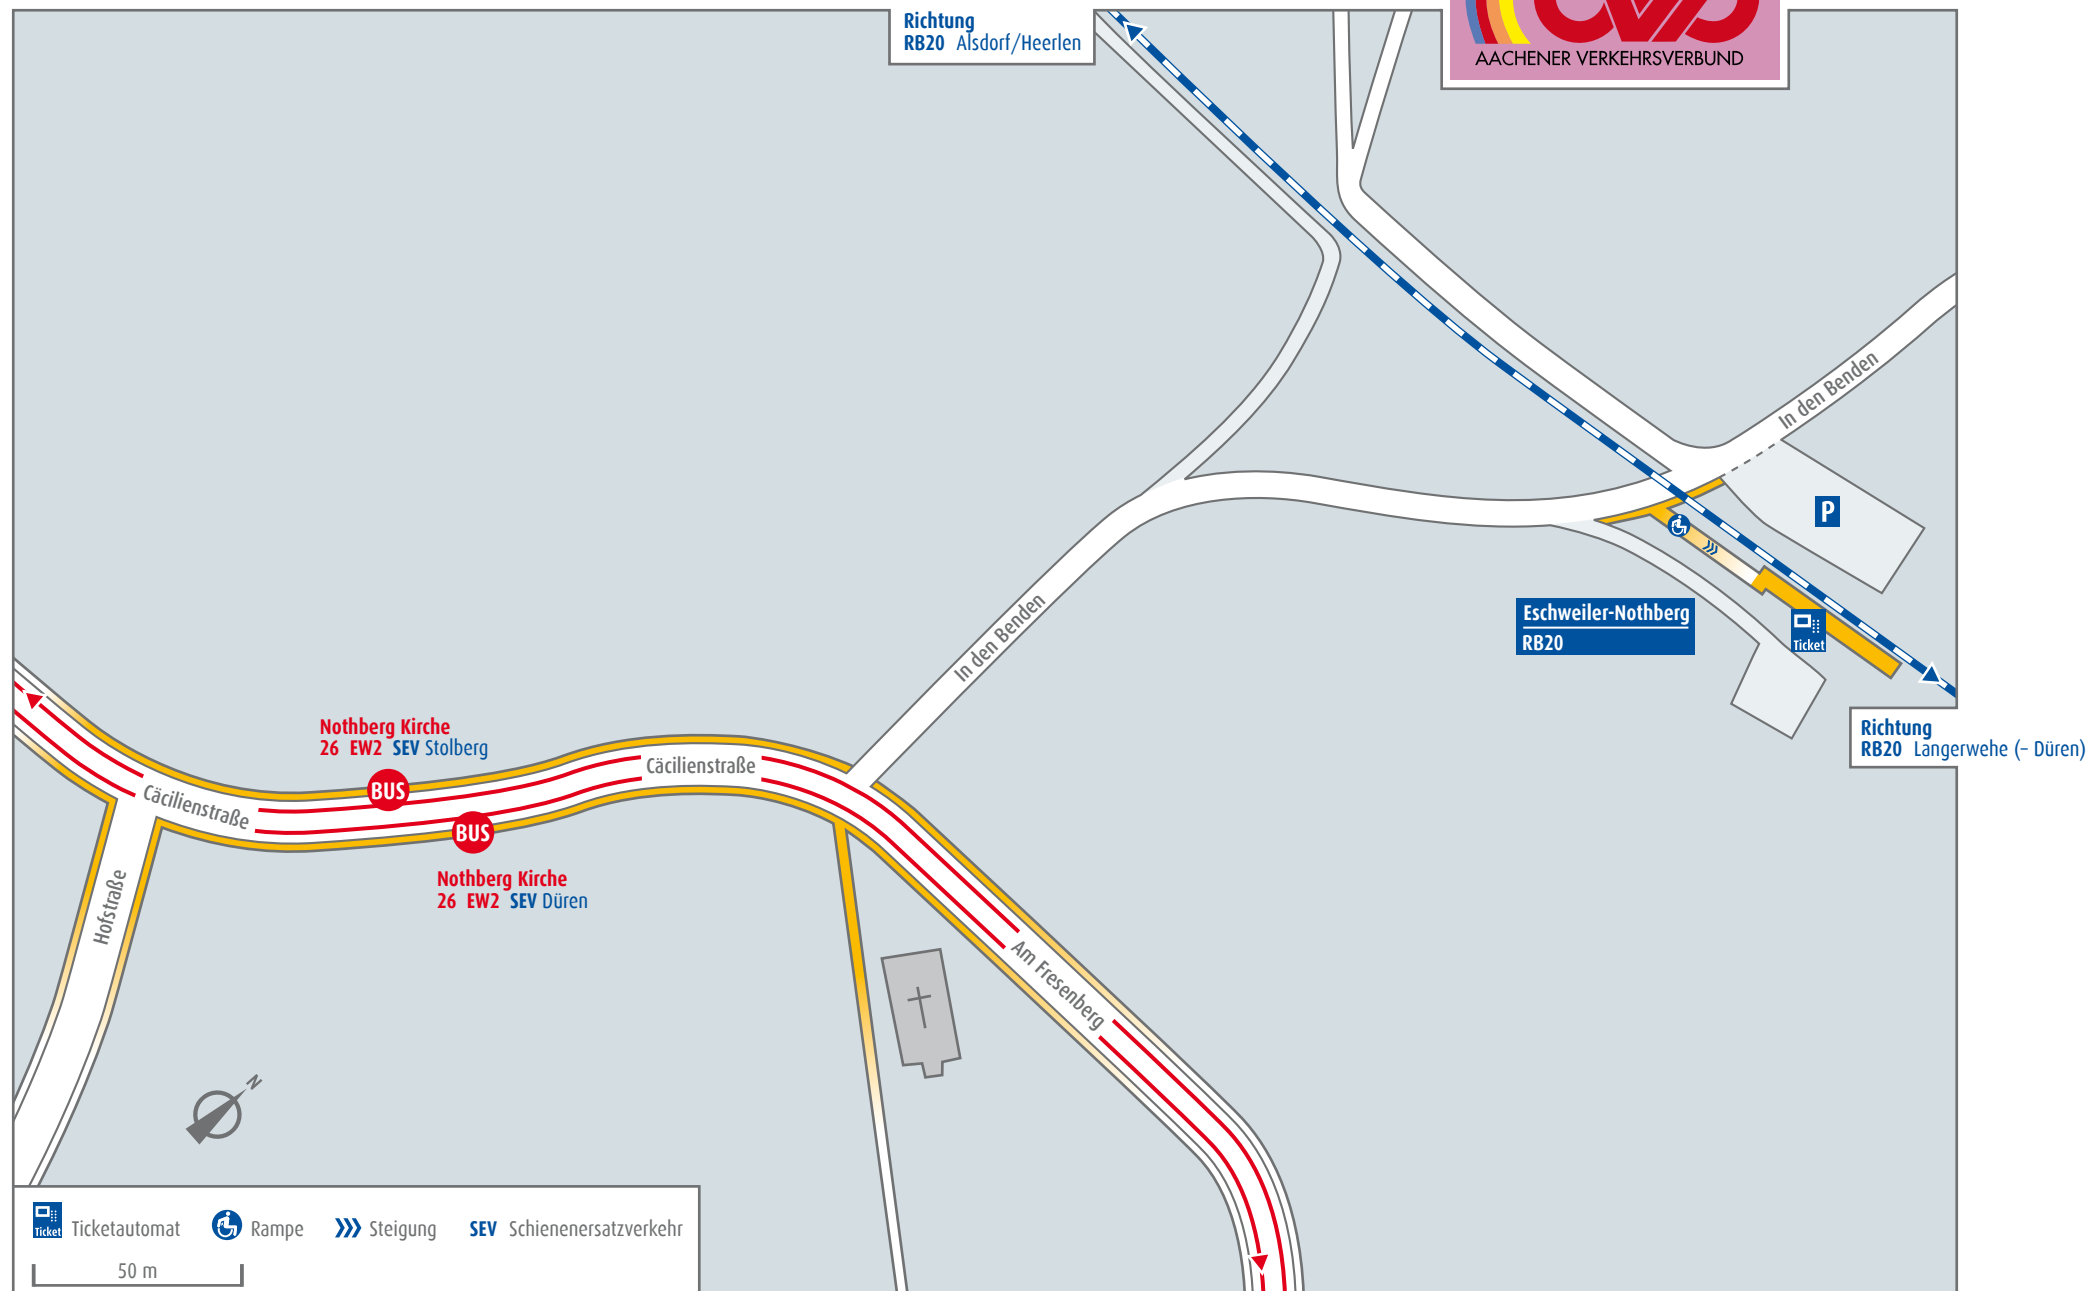 Richtung
RB20 Alsdorf/Heerlen
AACHENER VERKEHRSVERBUND
In den Benden
P
Eschweiler-Nothberg
RB20
Ticket
In den Benden
Richtung
RB20 Langerwehe (– Düren)
Nothberg Kirche
26 EW2 SEV Stolberg
BUS
Cäcilienstraße
Cäcilienstraße
BUS
Nothberg Kirche
26 EW2 SEV Düren
Hofstraße
Am Fresenberg
N
Ticket
Ticketautomat
Rampe
Steigung
SEV Schienenersatzverkehr
50 m